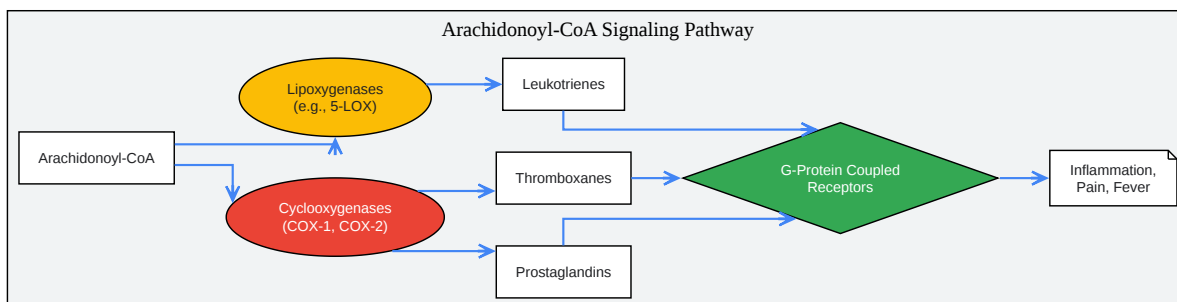 Arachidonoyl-CoA Signaling Pathway
Lipoxygenases
(e.g., 5-LOX)
Leukotrienes
Arachidonoyl-CoA
Cyclooxygenases
(COX-1, COX-2)
Thromboxanes
Prostaglandins
G-Protein Coupled
Receptors
Inflammation,
Pain, Fever